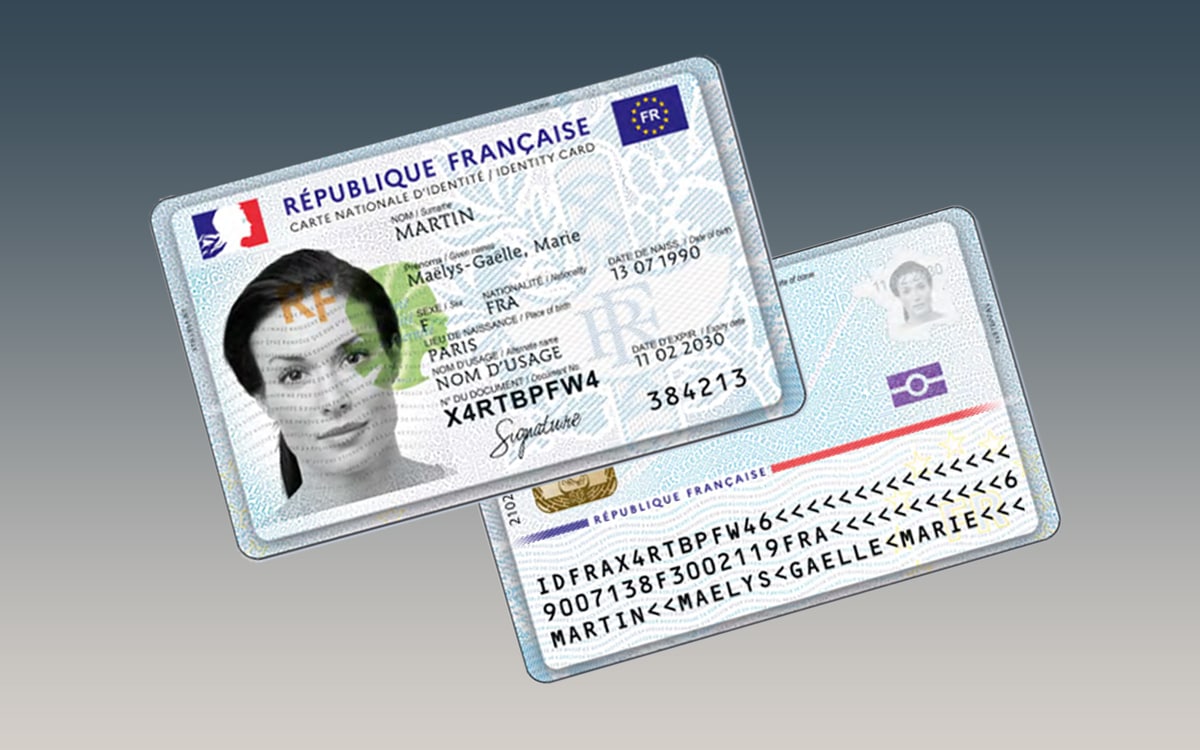 FR
RÉPUBLIQUE FRANÇAISE
CARTE NATIONALE D'IDENTITÉ / IDENTITY CARD
NOM / Surname
MARTIN
Prénoms / Given names
Maëlys-Gaëlle, Marie
SEXE / Sex
F
NATIONALITÉ / Nationality
FRA
DATE DE NAISS. / Date of birth
13 07 1990
LIEU DE NAISSANCE / Place of birth
PARIS
NOM D'USAGE / Alternate name
NOM D'USAGE
DATE D'EXPIR. / Expiry date
11 02 2030
N° DU DOCUMENT / Document No
X4RTBPFW4
384213
Signature
RF
RF
RÉPUBLIQUE FRANÇAISE
IDFRAX4RTBPFW46<<<<<<<<<<<<<<<
9007138F3002119FRA<<<<<<<<<<<6
MARTIN<<MAELYS<GAELLE<MARIE<<<